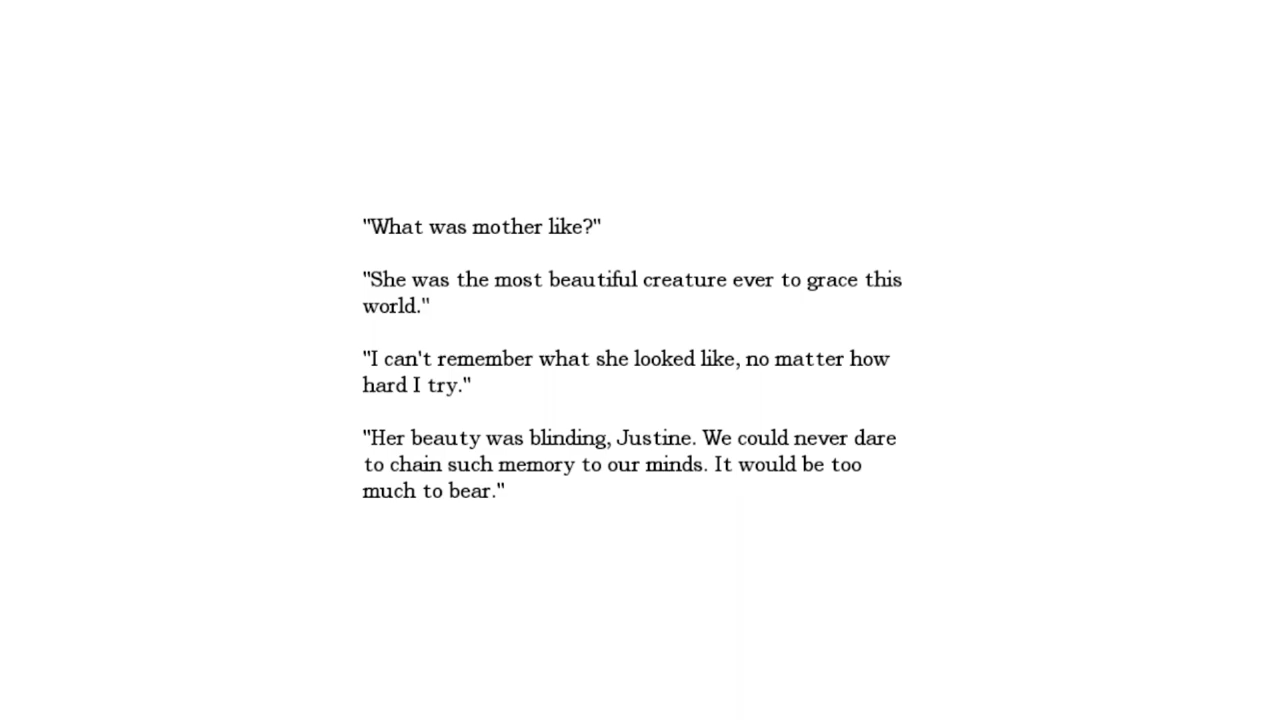 "What was mother like?"
"She was the most beautiful creature ever to grace this
world."
"I can't remember what she looked like, no matter how
hard I try."
"Her beauty was blinding, Justine. We could never dare
to chain such memory to our minds. It would be too
much to bear."